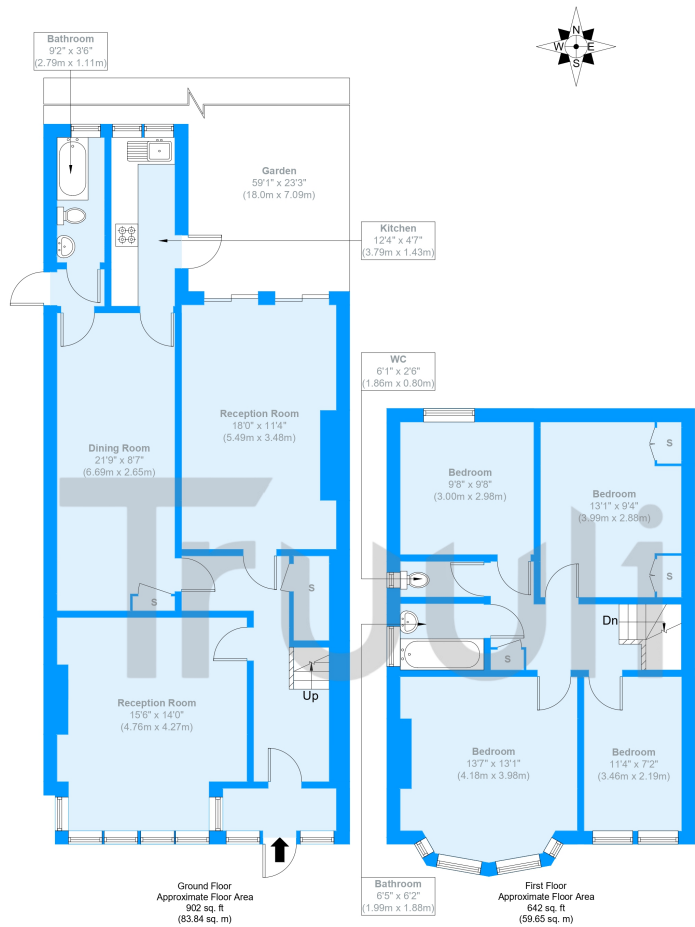 Bathroom
9'2" x 3'6"
(2.79m x 1.11m)
N
W E
S
Garden
59'1" x 23'3"
(18.0m x 7.09m)
Kitchen
12'4" x 4'7"
(3.79m x 1.43m)
WC
6'1" x 2'6"
(1.86m x 0.80m)
Reception Room
18'0" x 11'4"
(5.49m x 3.48m)
Dining Room
21'9" x 8'7"
(6.69m x 2.65m)
S
Bedroom
9'8" x 9'8"
(3.00m x 2.98m)
Bedroom
13'1" x 9'4"
(3.99m x 2.88m)
Truuli
S
S
S
Dn
S
Up
Reception Room
15'6" x 14'0"
(4.76m x 4.27m)
Bedroom
13'7" x 13'1"
(4.18m x 3.98m)
Bedroom
11'4" x 7'2"
(3.46m x 2.19m)
Bathroom
6'5" x 6'2"
(1.99m x 1.88m)
Ground Floor
Approximate Floor Area
902 sq. ft
(83.84 sq. m)
First Floor
Approximate Floor Area
642 sq. ft
(59.65 sq. m)